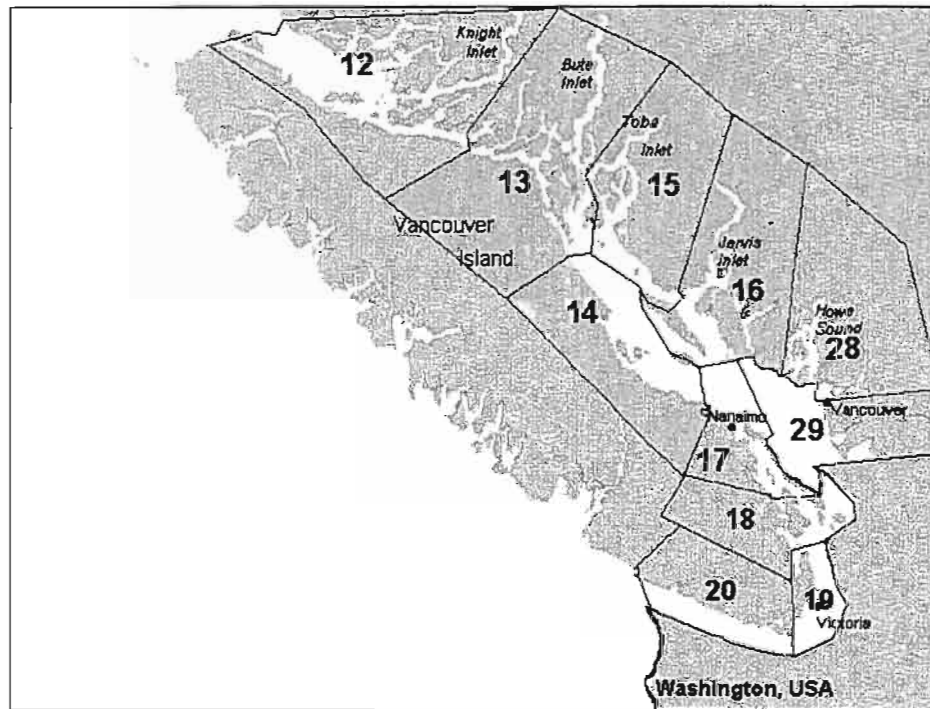 Knight
Inlet
12
Bute
Inlet
Toba
Inlet
13
15
Vancouver
Island
Jarvis
Inlet
16
14
Howe
Sound
28
Vancouver
Nanaimo
29
17
18
20
19
Victoria
Washington, USA